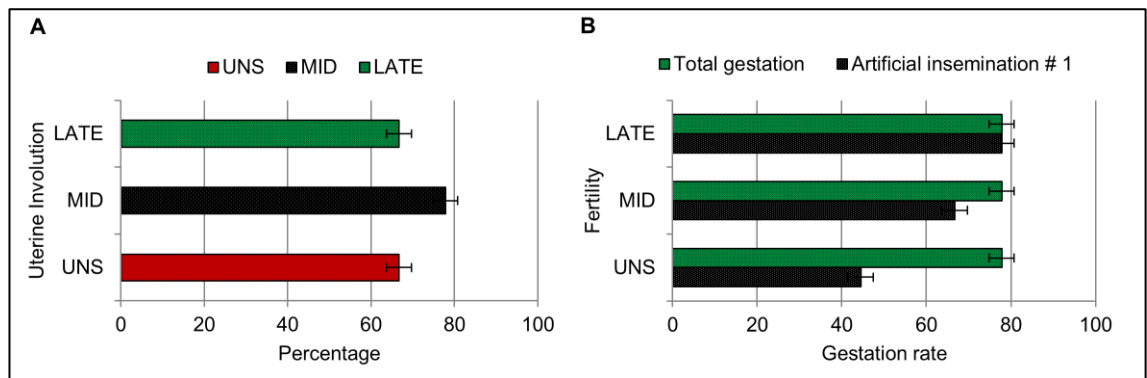 A
UNS MID LATE
Uterine Involution
LATE
MID
UNS
0 20 40 60 80 100
Percentage
B
Total gestation Artificial insemination # 1
Fertility
LATE
MID
UNS
0 20 40 60 80 100
Gestation rate